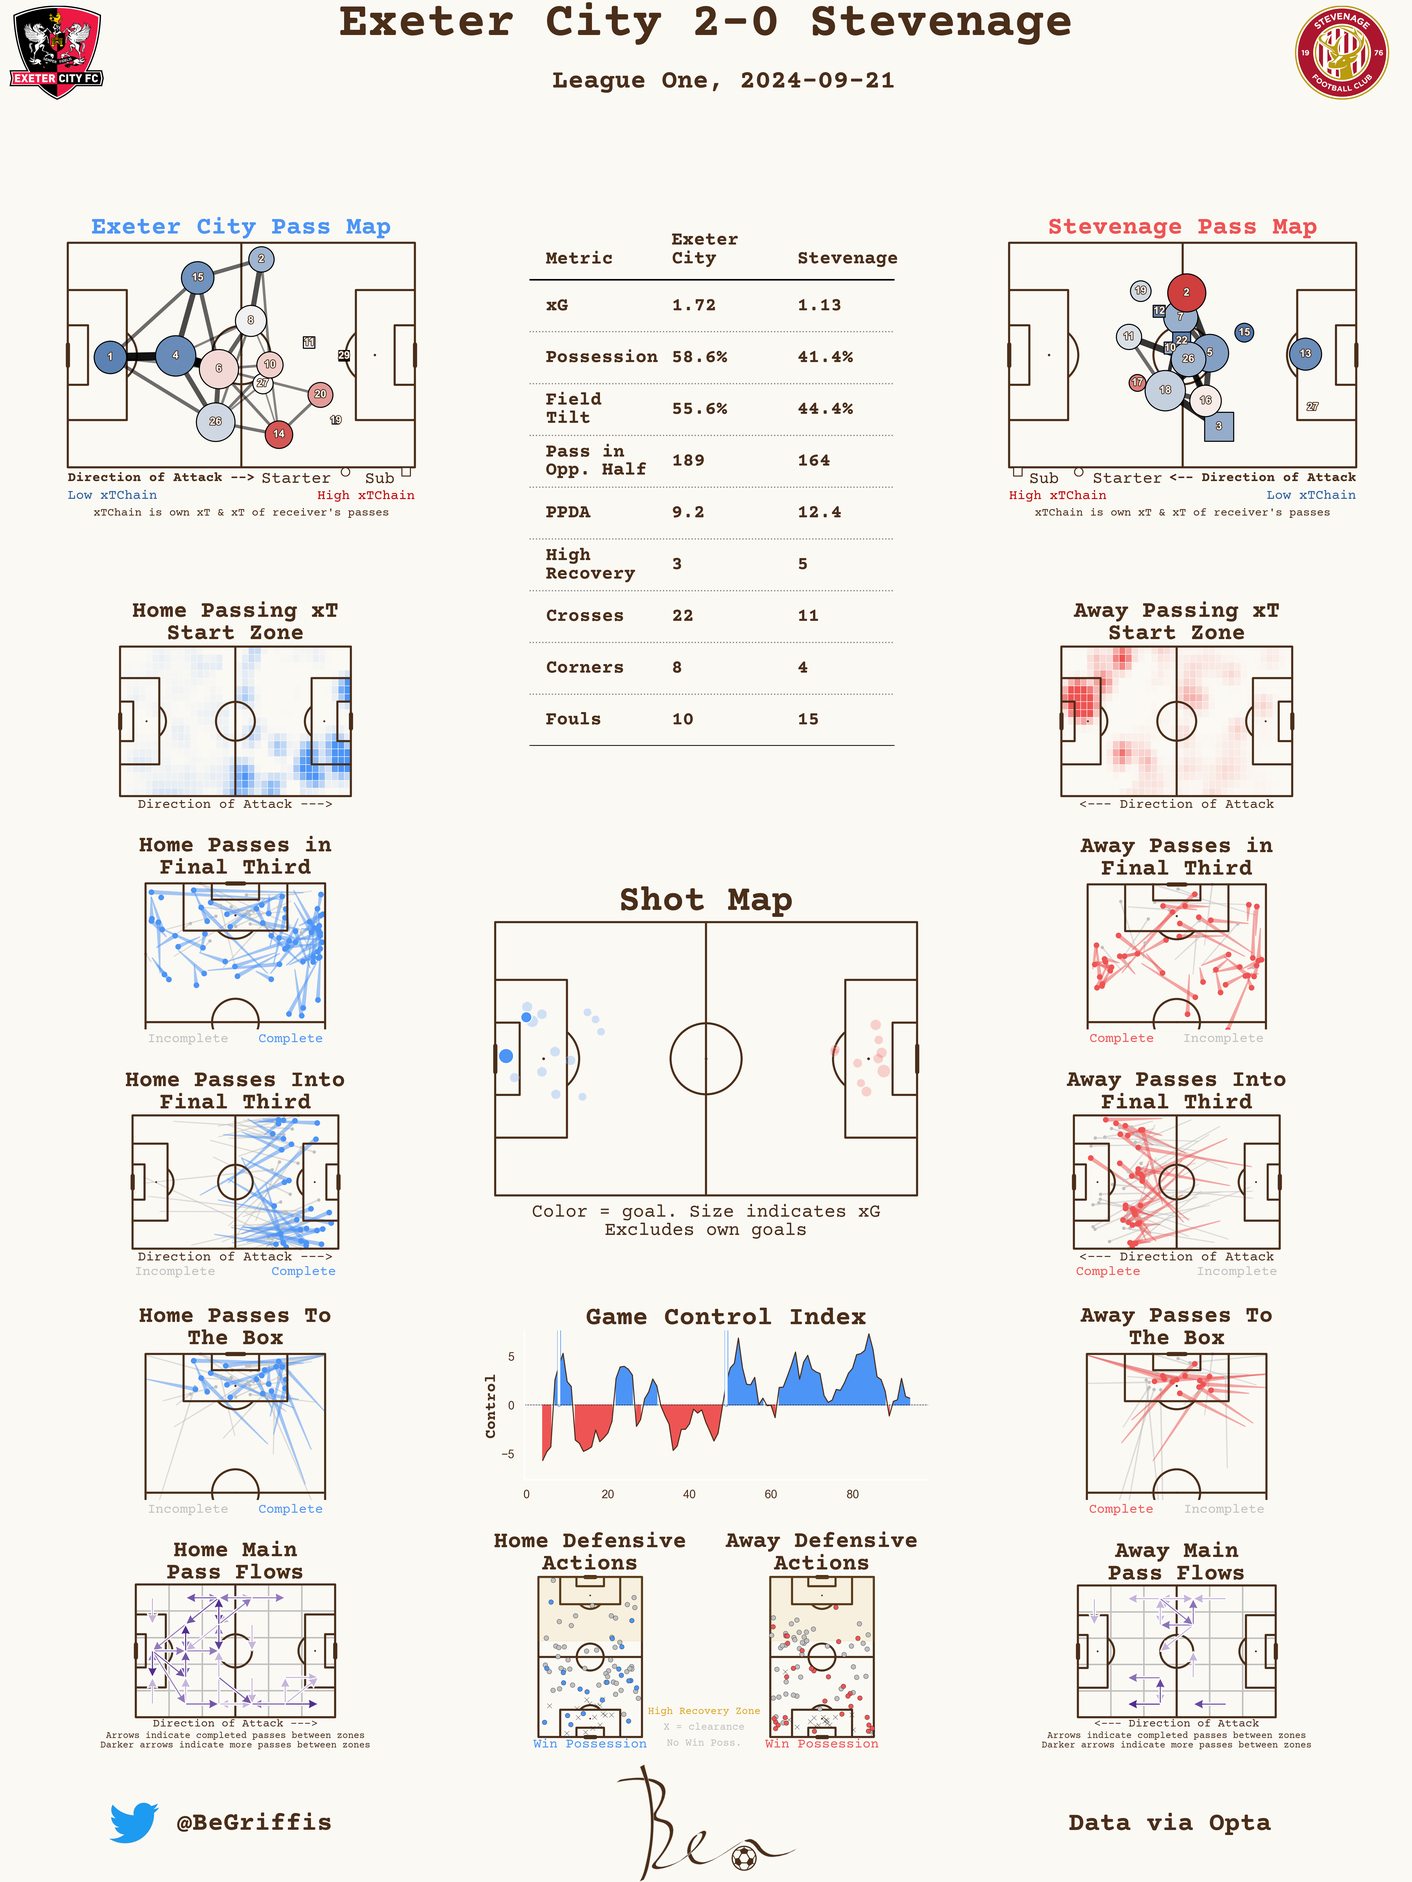 Exeter City 2-0 Stevenage
League One, 2024-09-21
EXETER CITY FC
STEVENAGE
19 76
FOOTBALL CLUB
Exeter City Pass Map
15
2
8
1
4
6
10
27
11
29
20
19
26
14
Direction of Attack --> Starter Sub
Low xTChain High xTChain
xTChain is own xT & xT of receiver's passes
Metric Exeter City Stevenage
xG 1.72 1.13
Possession 58.6% 41.4%
Field Tilt 55.6% 44.4%
Pass in Opp. Half 189 164
PPDA 9.2 12.4
High Recovery 3 5
Crosses 22 11
Corners 8 4
Fouls 10 15
Stevenage Pass Map
19
2
12
7
11
10
22
26
5
15
13
17
18
16
3
27
Sub Starter <-- Direction of Attack
High xTChain Low xTChain
xTChain is own xT & xT of receiver's passes
Home Passing xT
Start Zone
Direction of Attack --->
Away Passing xT
Start Zone
<--- Direction of Attack
Home Passes in
Final Third
Incomplete Complete
Away Passes in
Final Third
Complete Incomplete
Shot Map
Color = goal. Size indicates xG
Excludes own goals
Home Passes Into
Final Third
Direction of Attack --->
Incomplete Complete
Away Passes Into
Final Third
<--- Direction of Attack
Complete Incomplete
Home Passes To
The Box
Incomplete Complete
Game Control Index
Control
5
0
−5
0 20 40 60 80
Away Passes To
The Box
Complete Incomplete
Home Main
Pass Flows
Direction of Attack --->
Arrows indicate completed passes between zones
Darker arrows indicate more passes between zones
Home Defensive
Actions
Win Possession
Away Defensive
Actions
Win Possession
High Recovery Zone
X = clearance
No Win Poss.
Away Main
Pass Flows
<--- Direction of Attack
Arrows indicate completed passes between zones
Darker arrows indicate more passes between zones
@BeGriffis
Ben
Data via Opta